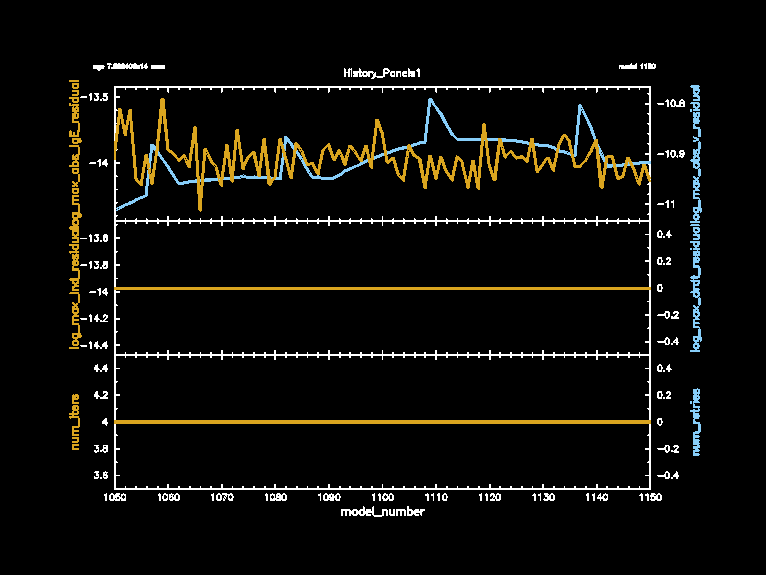 model 1150
History_Panels1
log_max_abs_lgE_residual
−13.5
−14
−10.8
−10.9
−11
log_max_abs_v_residual
log_max_lnd_residual
−13.6
−13.8
−14
−14.2
−14.4
0.4
0.2
0
−0.2
−0.4
log_max_drdt_residual
num_iters
4.4
4.2
4
3.8
3.6
0.4
0.2
0
−0.2
−0.4
num_retries
1050 1060 1070 1080 1090 1100 1110 1120 1130 1140 1150
model_number